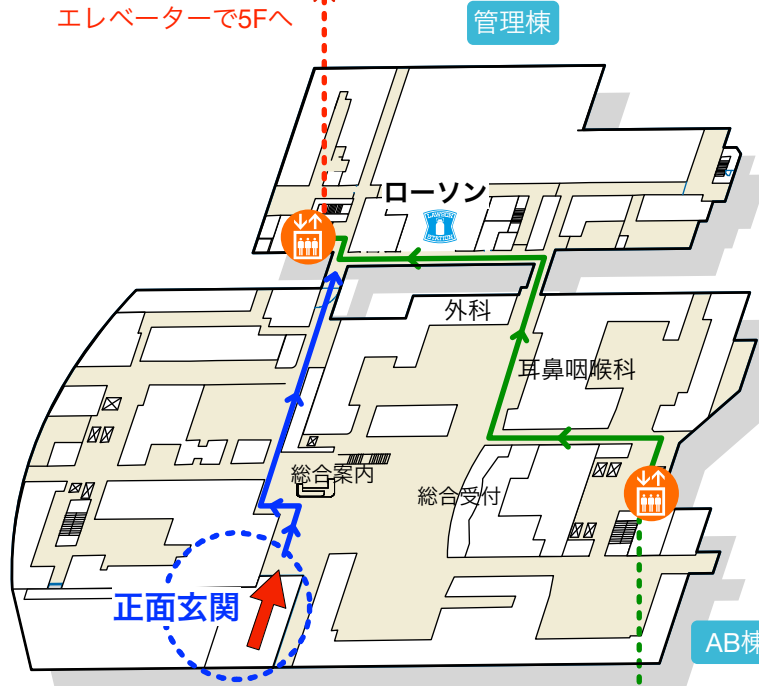 エレベーターで5Fへ
管理棟
ローソン
LAWSON
STATION
外科
耳鼻咽喉科
総合案内
総合受付
正面玄関
AB棟